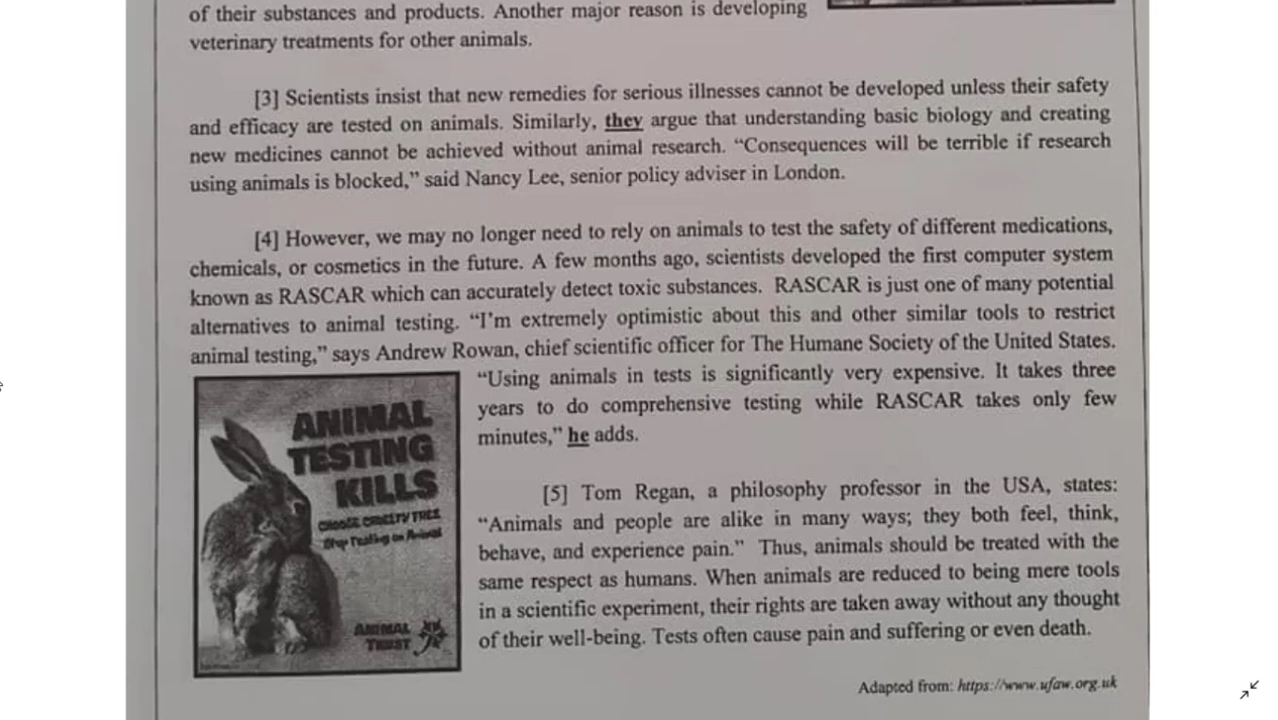 of their substances and products. Another major reason is developing
veterinary treatments for other animals.
[3] Scientists insist that new remedies for serious illnesses cannot be developed unless their safety
and efficacy are tested on animals. Similarly, they argue that understanding basic biology and creating
new medicines cannot be achieved without animal research. “Consequences will be terrible if research
using animals is blocked,” said Nancy Lee, senior policy adviser in London.
[4] However, we may no longer need to rely on animals to test the safety of different medications,
chemicals, or cosmetics in the future. A few months ago, scientists developed the first computer system
known as RASCAR which can accurately detect toxic substances. RASCAR is just one of many potential
alternatives to animal testing. “I’m extremely optimistic about this and other similar tools to restrict
animal testing,” says Andrew Rowan, chief scientific officer for The Humane Society of the United States.
“Using animals in tests is significantly very expensive. It takes three
years to do comprehensive testing while RASCAR takes only few
minutes,” he adds.
ANIMAL
TESTING
KILLS
CHOOSE CRUELTY FREE
Stop Testing on Animal
ANIMAL
TRUST
[5] Tom Regan, a philosophy professor in the USA, states:
“Animals and people are alike in many ways; they both feel, think,
behave, and experience pain.” Thus, animals should be treated with the
same respect as humans. When animals are reduced to being mere tools
in a scientific experiment, their rights are taken away without any thought
of their well-being. Tests often cause pain and suffering or even death.
Adapted from: https://www.ufaw.org.uk